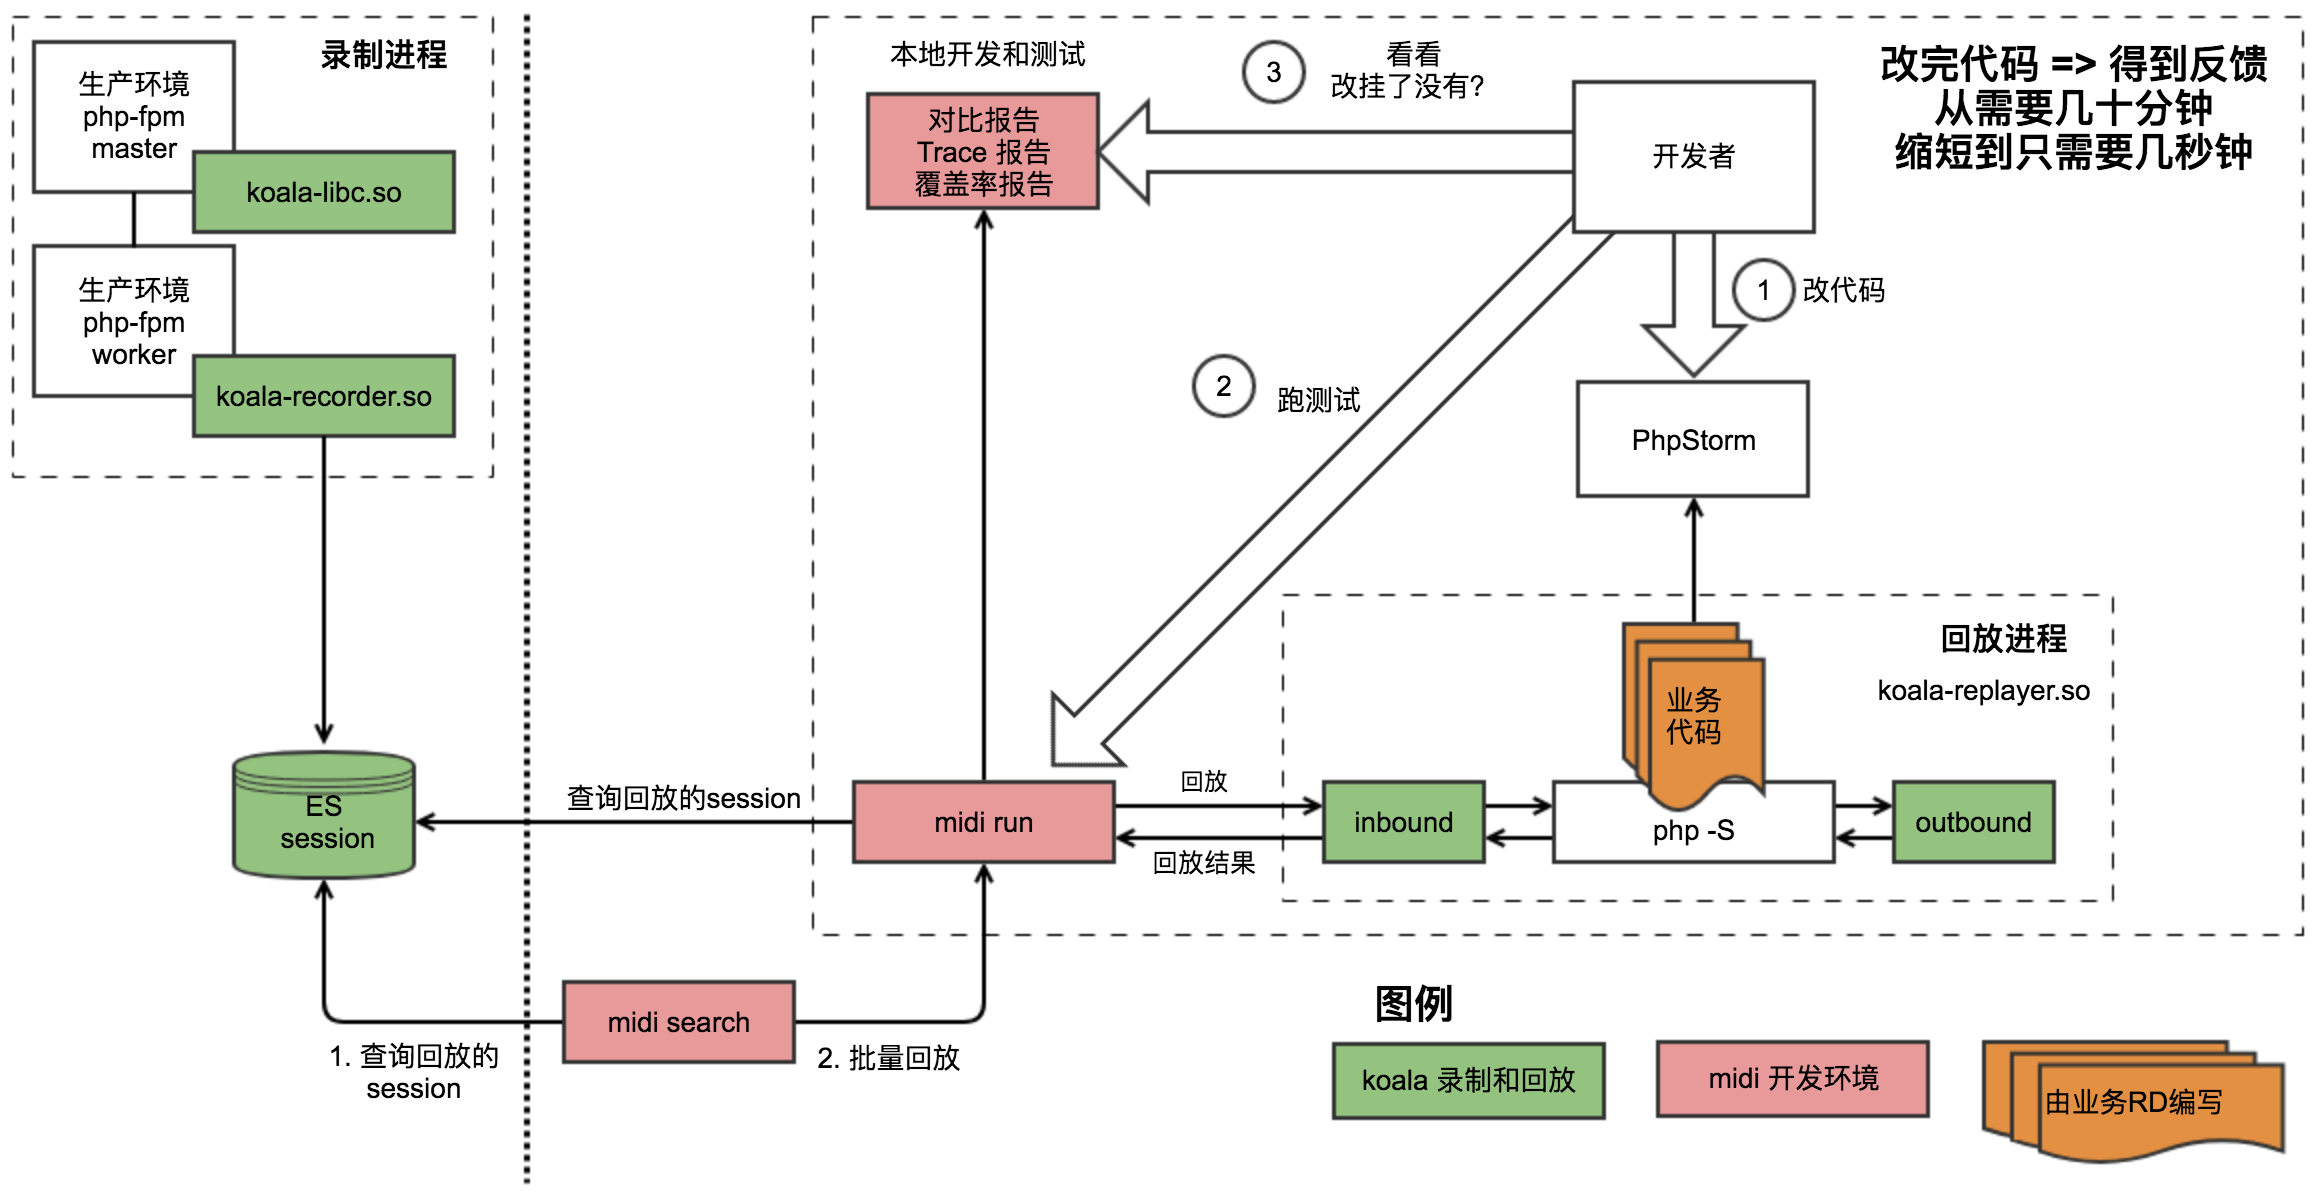 录制进程
生产环境
php-fpm
master
koala-libc.so
生产环境
php-fpm
worker
koala-recorder.so
ES
session
1. 查询回放的
session
midi search
2. 批量回放
查询回放的session
本地开发和测试
对比报告
Trace 报告
覆盖率报告
3
看看
改挂了没有?
开发者
改完代码 => 得到反馈
从需要几十分钟
缩短到只需要几秒钟
1
改代码
2
跑测试
PhpStorm
回放进程
koala-replayer.so
业务
代码
midi run
回放
回放结果
inbound
php -S
outbound
图例
koala 录制和回放
midi 开发环境
由业务RD编写